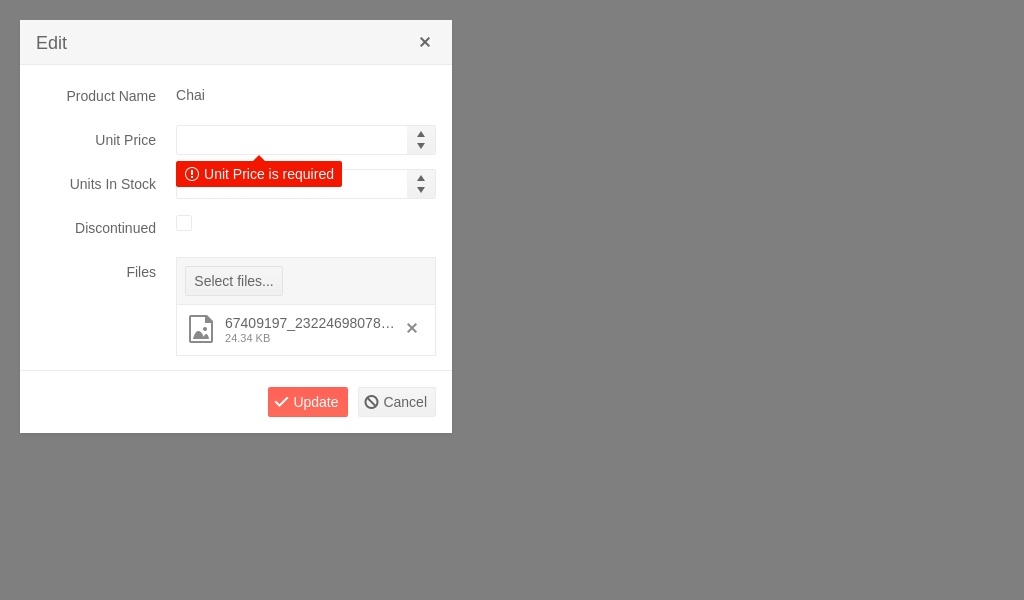 Edit
Product Name Chai
Unit Price
Unit Price is required
Units In Stock
Discontinued
Files
Select files...
67409197_23224698078…
24.34 KB
Update Cancel